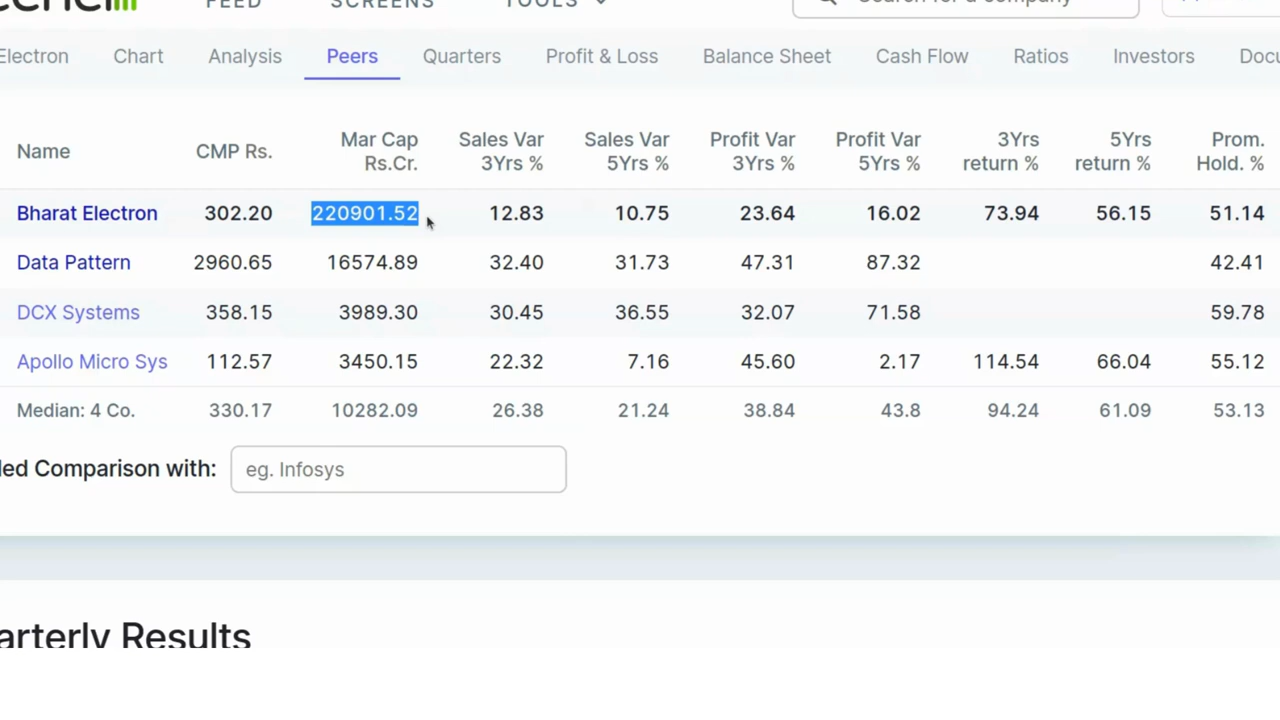 FEED SCREENS TOOLS Search for a company
Electron Chart Analysis Peers Quarters Profit & Loss Balance Sheet Cash Flow Ratios Investors Docu
Name CMP Rs. Mar Cap Rs.Cr. Sales Var 3Yrs % Sales Var 5Yrs % Profit Var 3Yrs % Profit Var 5Yrs % 3Yrs return % 5Yrs return % Prom. Hold. %
Bharat Electron 302.20 220901.52 12.83 10.75 23.64 16.02 73.94 56.15 51.14
Data Pattern 2960.65 16574.89 32.40 31.73 47.31 87.32 42.41
DCX Systems 358.15 3989.30 30.45 36.55 32.07 71.58 59.78
Apollo Micro Sys 112.57 3450.15 22.32 7.16 45.60 2.17 114.54 66.04 55.12
Median: 4 Co. 330.17 10282.09 26.38 21.24 38.84 43.8 94.24 61.09 53.13
led Comparison with: eg. Infosys
arterly Results